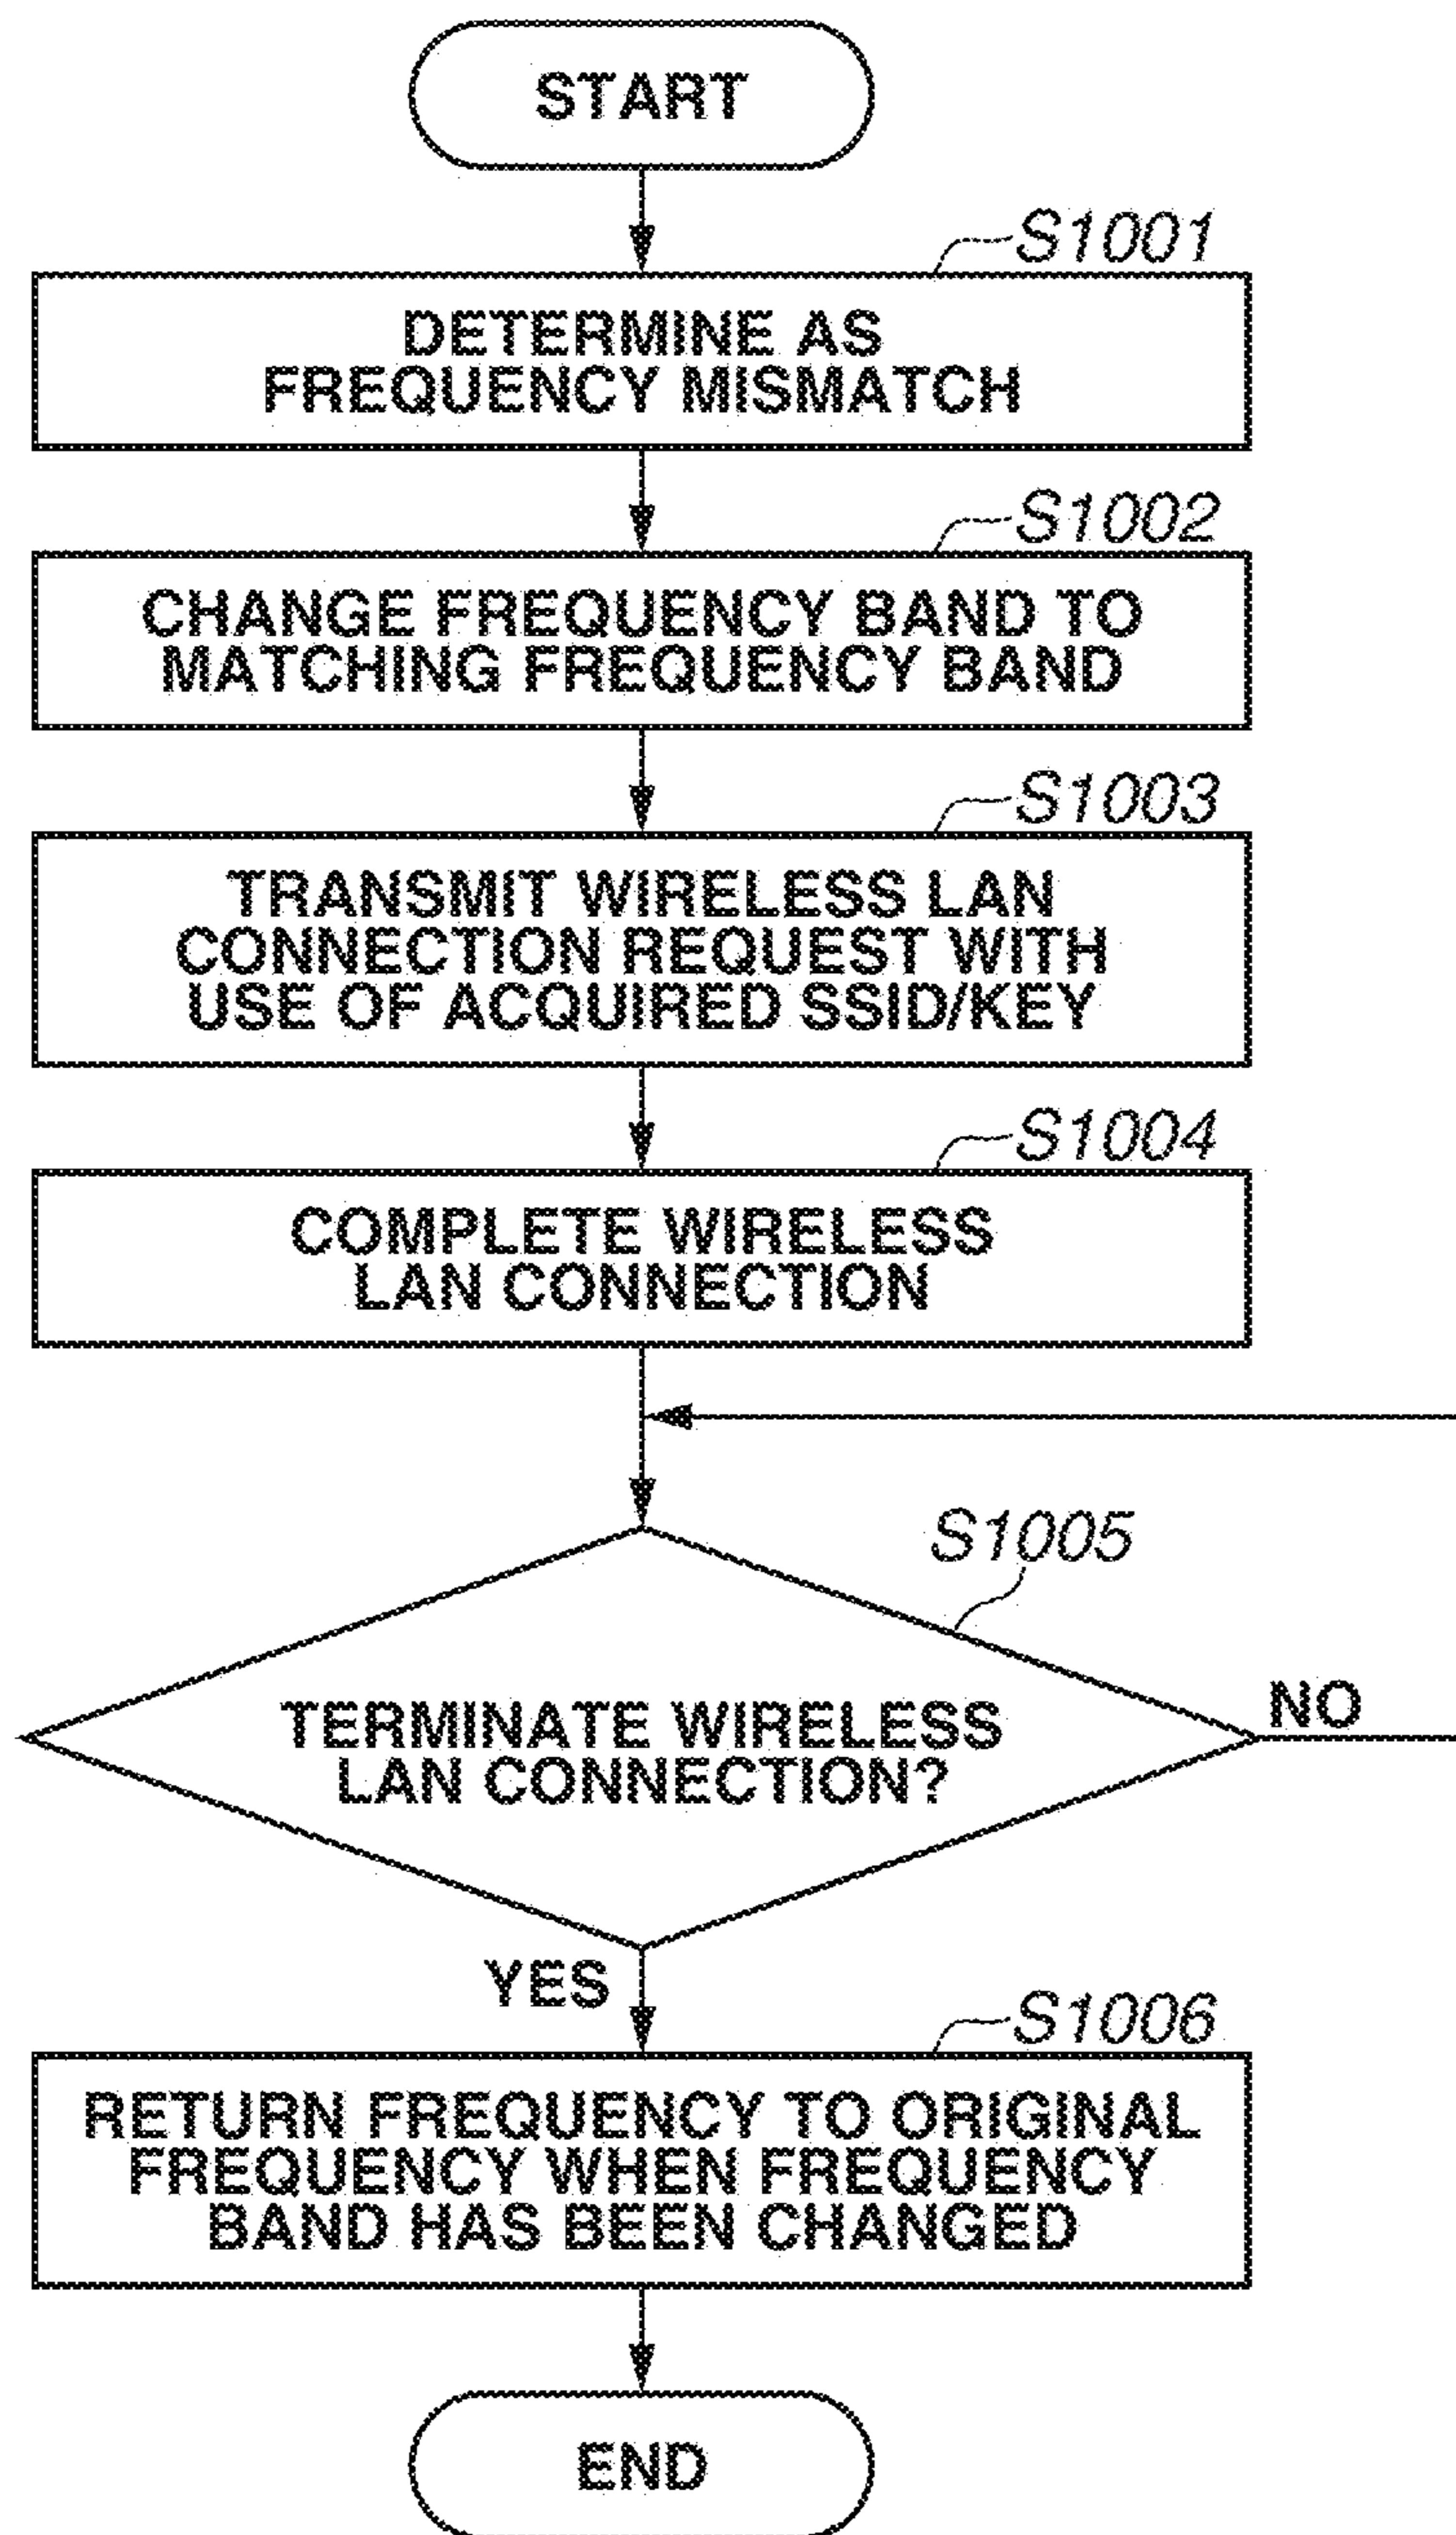 START
S1001
DETERMINE AS
FREQUENCY MISMATCH
S1002
CHANGE FREQUENCY BAND TO
MATCHING FREQUENCY BAND
S1003
TRANSMIT WIRELESS LAN
CONNECTION REQUEST WITH
USE OF ACQUIRED SSID/KEY
S1004
COMPLETE WIRELESS
LAN CONNECTION
S1005
TERMINATE WIRELESS
LAN CONNECTION?
NO
YES
S1006
RETURN FREQUENCY TO ORIGINAL
FREQUENCY WHEN FREQUENCY
BAND HAS BEEN CHANGED
END